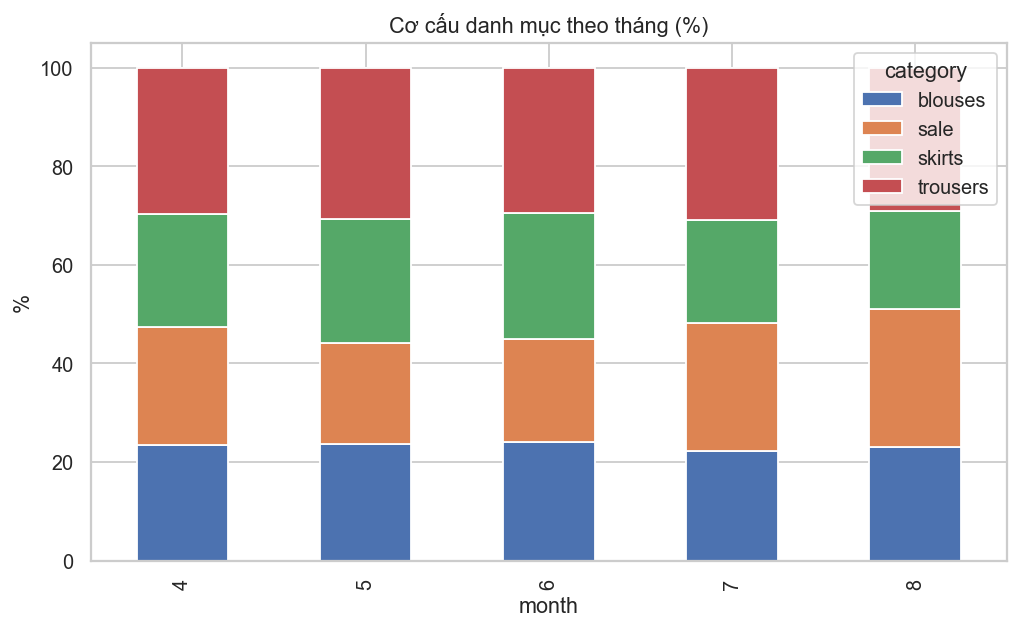 Cơ cấu danh mục theo tháng (%)
category
blouses
sale
skirts
trousers
%
100
80
60
40
20
0
4
5
6
7
8
month